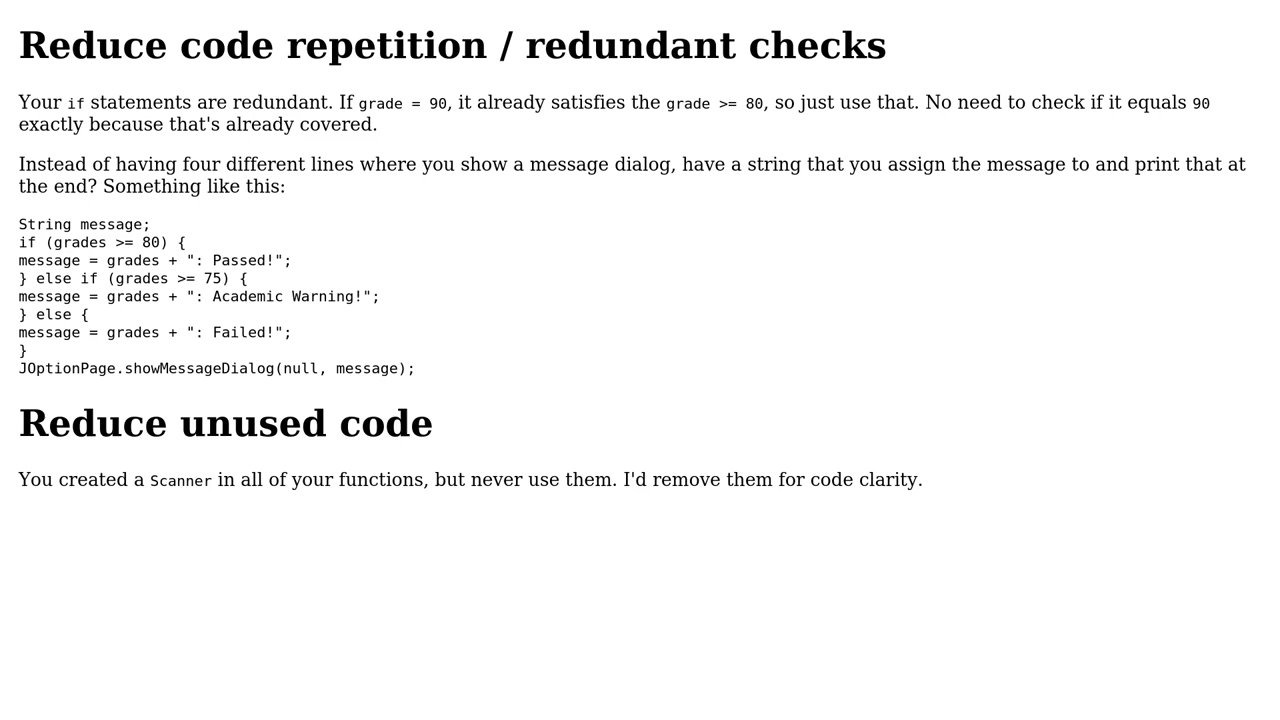 Reduce code repetition / redundant checks
Your if statements are redundant. If grade = 90, it already satisfies the grade >= 80, so just use that. No need to check if it equals 90
exactly because that's already covered.
Instead of having four different lines where you show a message dialog, have a string that you assign the message to and print that at
the end? Something like this:
String message;
if (grades >= 80) {
message = grades + ": Passed!";
} else if (grades >= 75) {
message = grades + ": Academic Warning!";
} else {
message = grades + ": Failed!";
}
JOptionPage.showMessageDialog(null, message);
Reduce unused code
You created a Scanner in all of your functions, but never use them. I'd remove them for code clarity.